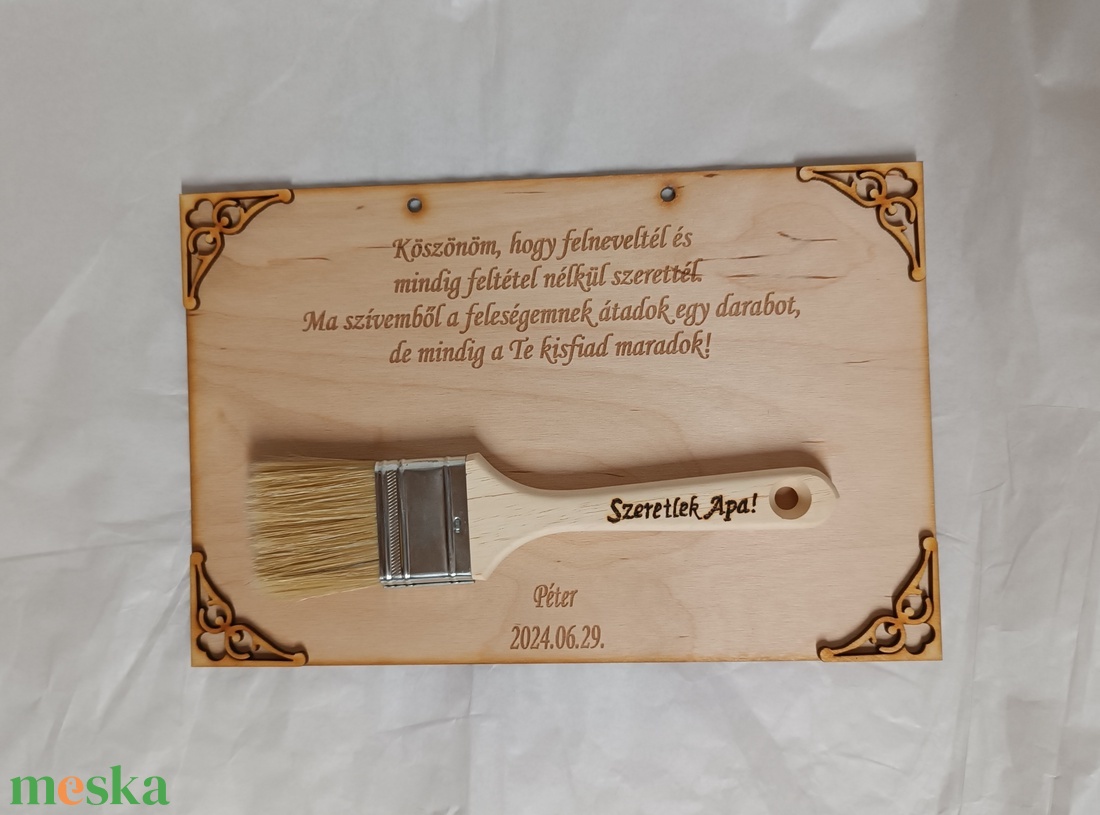 Köszönöm, hogy felneveltél és
mindig feltétel nélkül szerettél.
Ma szívemből a feleségemnek átadok egy darabot,
de mindig a Te kisfiad maradok!
Szeretlek Apa!
Péter
2024.06.29.
meska